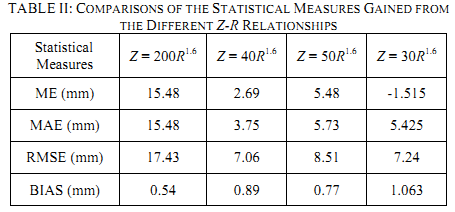 TABLE II: COMPARISONS OF THE STATISTICAL MEASURES GAINED FROM
THE DIFFERENT Z-R RELATIONSHIPS
Statistical Measures Z = 200R^1.6 Z = 40R^1.6 Z = 50R^1.6 Z = 30R^1.6
ME (mm) 15.48 2.69 5.48 -1.515
MAE (mm) 15.48 3.75 5.73 5.425
RMSE (mm) 17.43 7.06 8.51 7.24
BIAS (mm) 0.54 0.89 0.77 1.063